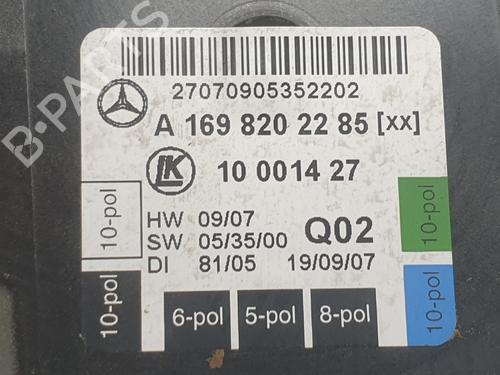 27070905352202
A 169 820 22 85 [xx]
LK
10 0014 27
10-pol
10-pol
HW 09/07
SW 05/35/00
Q02
DI 81/05 19/09/07
10-pol
10-pol
6-pol 5-pol 8-pol
B-PARTS